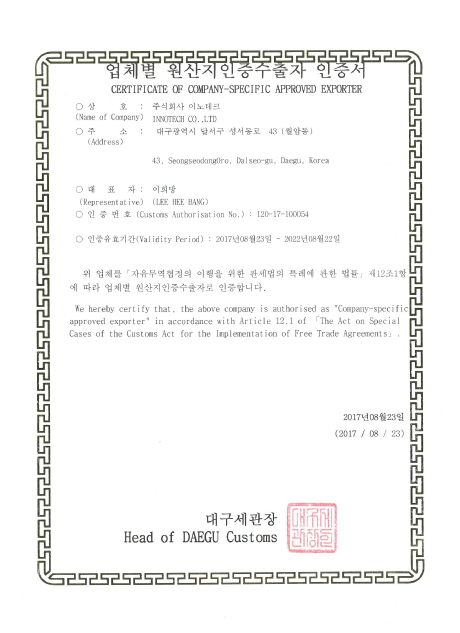 업체별 원산지인증수출자 인증서
CERTIFICATE OF COMPANY-SPECIFIC APPROVED EXPORTER
○ 상 호 : 주식회사 이노테크
(Name of Company) INNOTECH CO.,LTD
○ 주 소 : 대구광역시 달서구 성서동로 43 (월암동)
(Address)
43, SeongseodongOro, Dalseo-gu, Daegu, Korea
○ 대 표 자 : 이희방
(Representative) (LEE HEE BANG)
○ 인 증 번 호 (Customs Authorisation No.) : 120-17-100054
○ 인증유효기간(Validity Period) : 2017년08월23일 - 2022년08월22일
위 업체를 「자유무역협정의 이행을 위한 관세법의 특례에 관한 법률」 제12조1항
에 따라 업체별 원산지인증수출자로 인증합니다.
We hereby certify that, the above company is authorised as "Company-specific
approved exporter" in accordance with Article 12.1 of 「The Act on Special
Cases of the Customs Act for the Implementation of Free Trade Agreements」.
2017년08월23일
(2017 / 08 / 23)
대구세관장
Head of DAEGU Customs